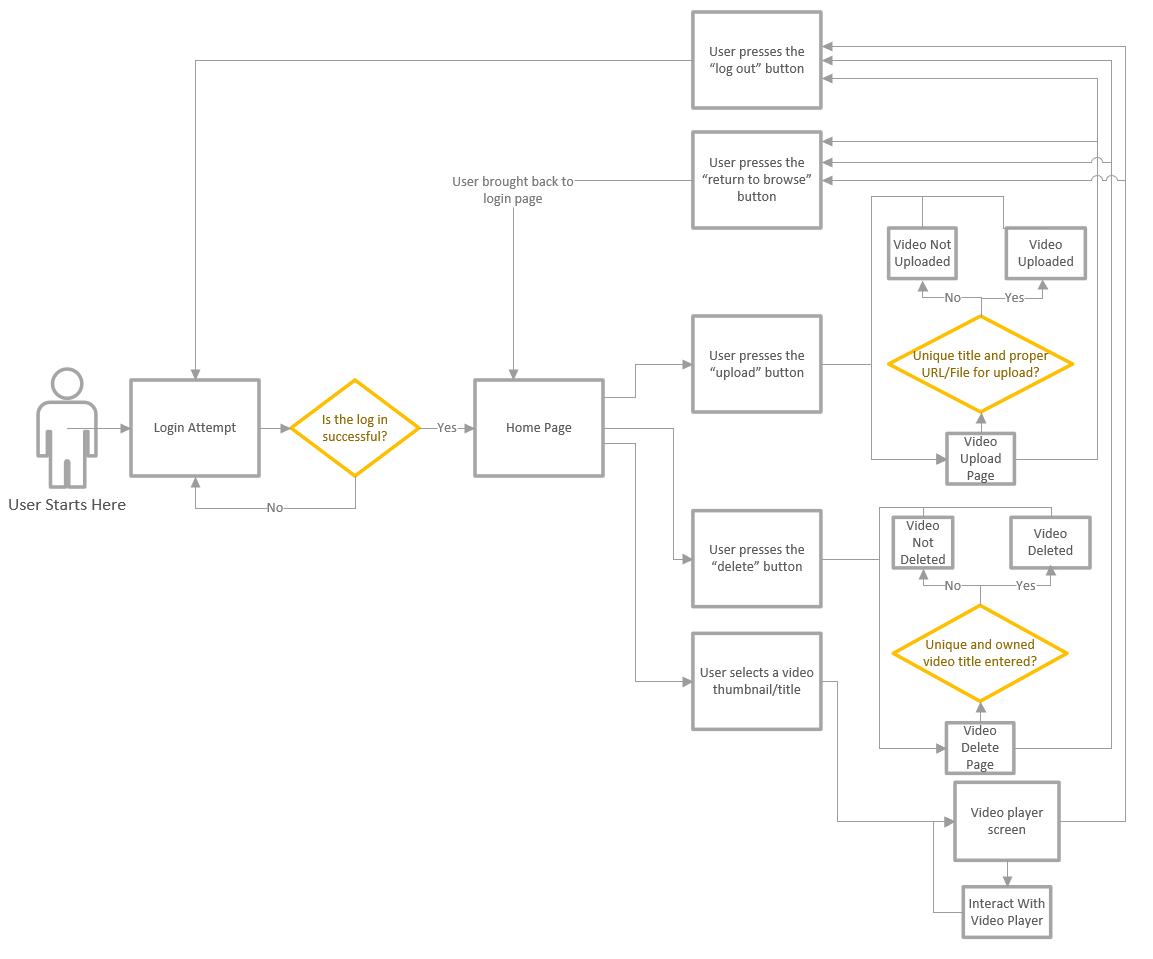 User presses the
“log out” button
User presses the
“return to browse”
button
User brought back to
login page
Video Not
Uploaded
Video
Uploaded
No
Yes
Unique title and proper
URL/File for upload?
User presses the
“upload” button
Video
Upload
Page
User Starts Here
Login Attempt
Is the log in
successful?
Yes
No
Home Page
User presses the
“delete” button
Video
Not
Deleted
Video
Deleted
No
Yes
Unique and owned
video title entered?
Video
Delete
Page
User selects a video
thumbnail/title
Video player
screen
Interact With
Video Player